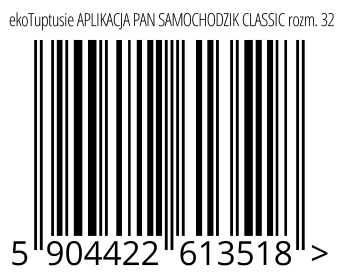 ekoTuptusie APLIKACJA PAN SAMOCHODZIK CLASSIC rozm. 32
5 904422 613518 >